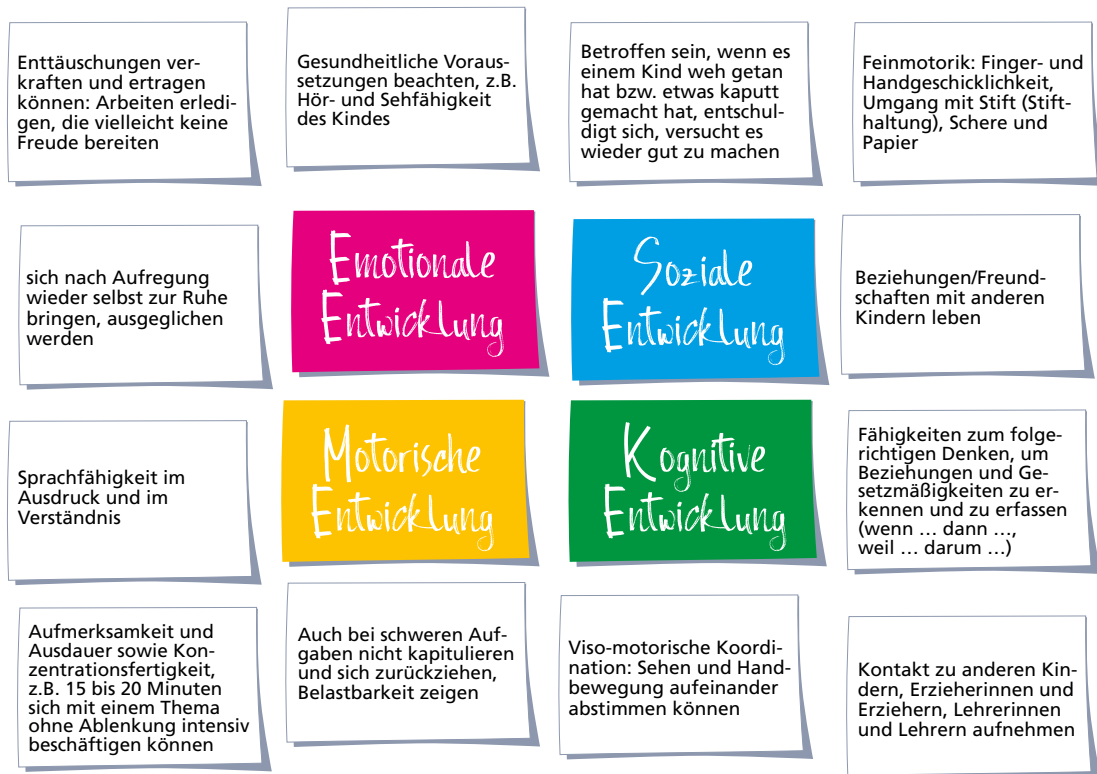 Enttäuschungen ver-
kraften und ertragen
können: Arbeiten erledi-
gen, die vielleicht keine
Freude bereiten
Gesundheitliche Voraus-
setzungen beachten, z.B.
Hör- und Sehfähigkeit
des Kindes
Betroffen sein, wenn es
einem Kind weh getan
hat bzw. etwas kaputt
gemacht hat, entschul-
digt sich, versucht es
wieder gut zu machen
Feinmotorik: Finger- und
Handgeschicklichkeit,
Umgang mit Stift (Stift-
haltung), Schere und
Papier
sich nach Aufregung
wieder selbst zur Ruhe
bringen, ausgeglichen
werden
Emotionale
Entwicklung
Soziale
Entwicklung
Beziehungen/Freund-
schaften mit anderen
Kindern leben
Sprachfähigkeit im
Ausdruck und im
Verständnis
Motorische
Entwicklung
Kognitive
Entwicklung
Fähigkeiten zum folge-
richtigen Denken, um
Beziehungen und Ge-
setzmäßigkeiten zu er-
kennen und zu erfassen
(wenn … dann …,
weil … darum …)
Aufmerksamkeit und
Ausdauer sowie Kon-
zentrationsfertigkeit,
z.B. 15 bis 20 Minuten
sich mit einem Thema
ohne Ablenkung intensiv
beschäftigen können
Auch bei schweren Auf-
gaben nicht kapitulieren
und sich zurückziehen,
Belastbarkeit zeigen
Viso-motorische Koordi-
nation: Sehen und Hand-
bewegung aufeinander
abstimmen können
Kontakt zu anderen Kin-
dern, Erzieherinnen und
Erziehern, Lehrerinnen
und Lehrern aufnehmen